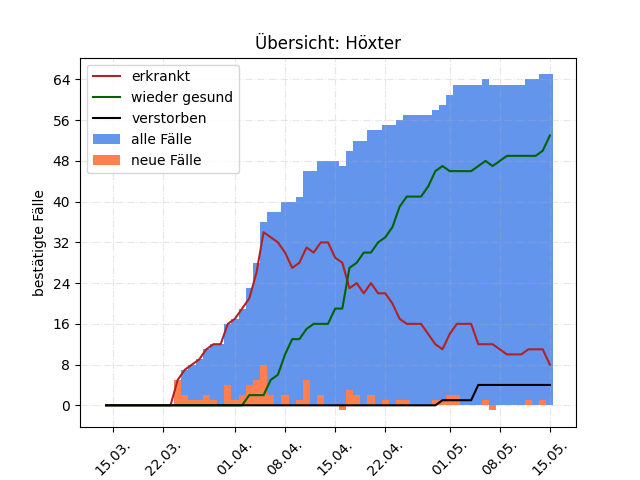 Übersicht: Höxter
erkrankt
wieder gesund
verstorben
alle Fälle
neue Fälle
bestätigte Fälle
64
56
48
40
32
24
16
8
0
15.03.
22.03.
01.04.
08.04.
15.04.
22.04.
01.05.
08.05.
15.05.